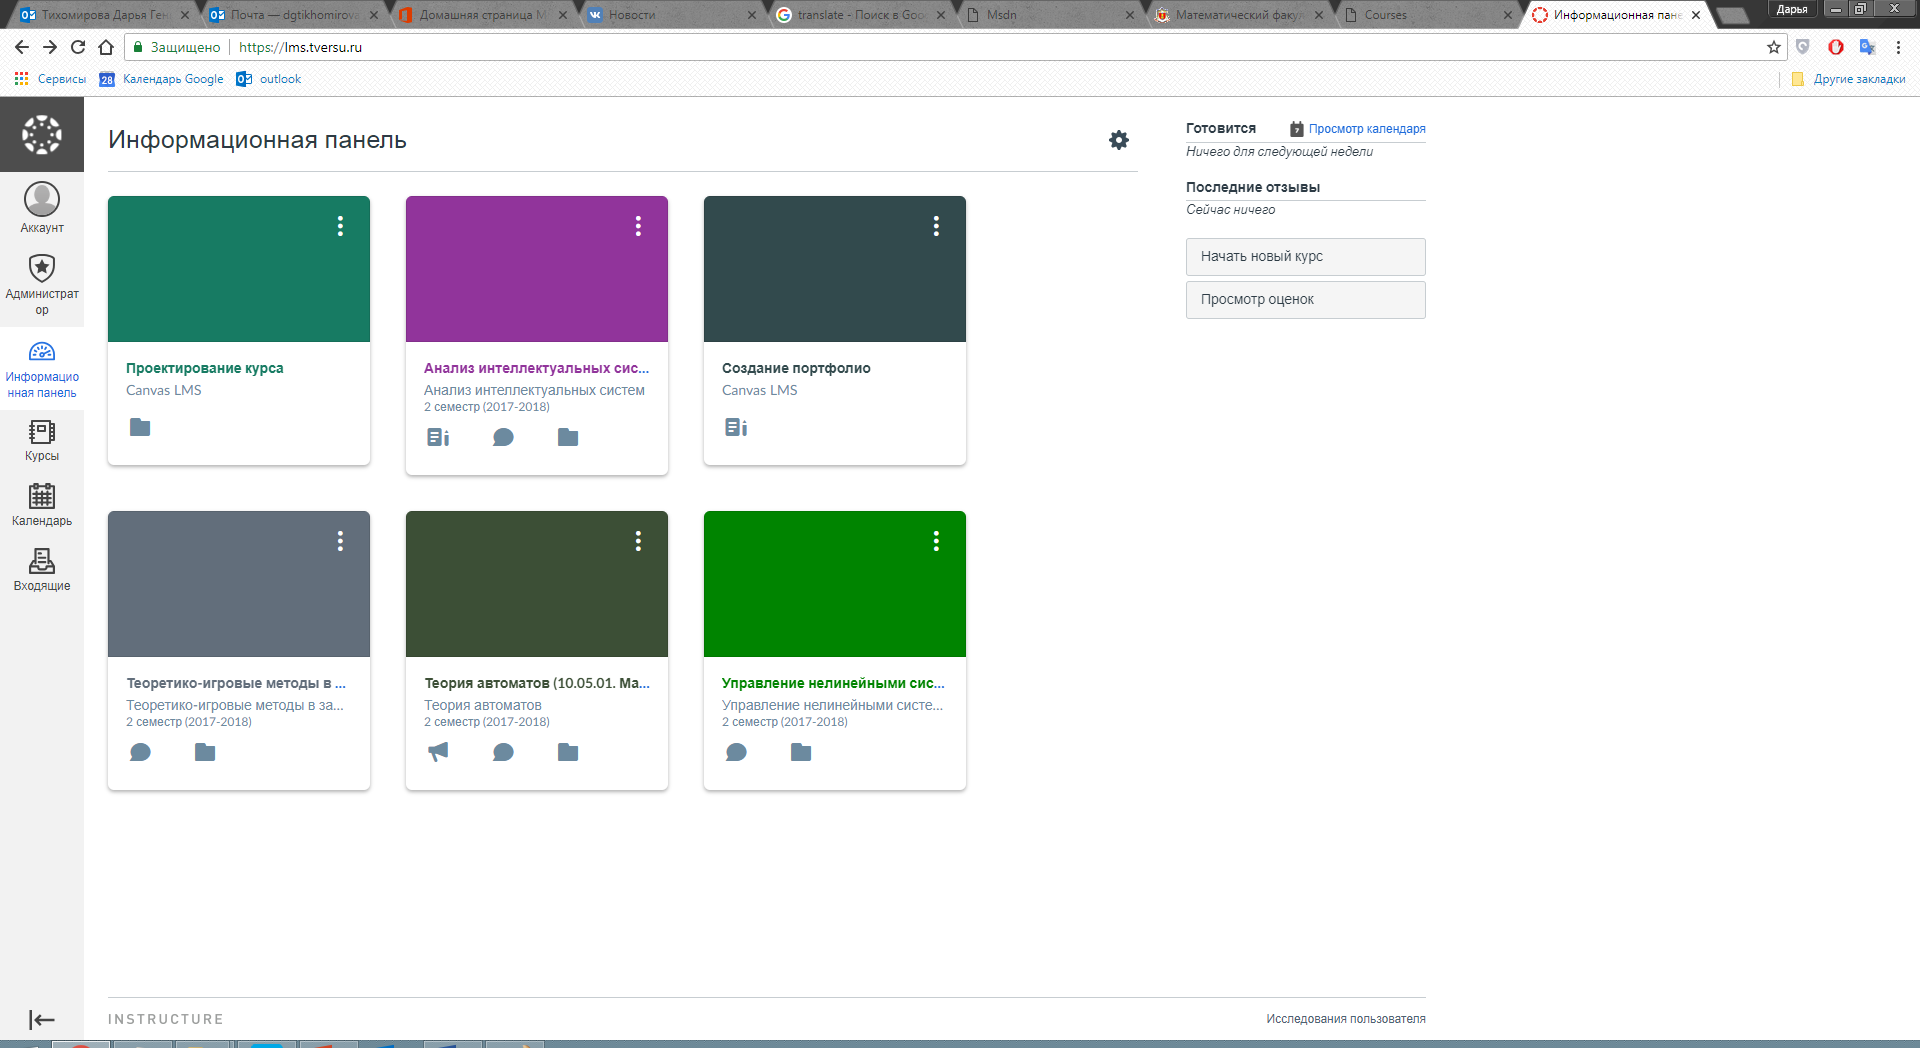 Тихомирова Дарья Ген
Почта — dgtikhomirova
Домашняя страница M
Новости
translate - Поиск в Goo
Msdn
Математический факул
Courses
Информационная пане
Дарья
Защищено
https://lms.tversu.ru
Сервисы
28
Календарь Google
outlook
Другие закладки
Информационная панель
Готовится
Просмотр календаря
Ничего для следующей недели
Последние отзывы
Сейчас ничего
Начать новый курс
Просмотр оценок
Аккаунт
Администрат
ор
Информацио
нная панель
Курсы
Календарь
Входящие
Проектирование курса
Canvas LMS
Анализ интеллектуальных сис...
Анализ интеллектуальных систем
2 семестр (2017-2018)
Создание портфолио
Canvas LMS
Теоретико-игровые методы в ...
Теоретико-игровые методы в за...
2 семестр (2017-2018)
Теория автоматов (10.05.01. Ма...
Теория автоматов
2 семестр (2017-2018)
Управление нелинейными сис...
Управление нелинейными систе...
2 семестр (2017-2018)
INSTRUCTURE
Исследования пользователя